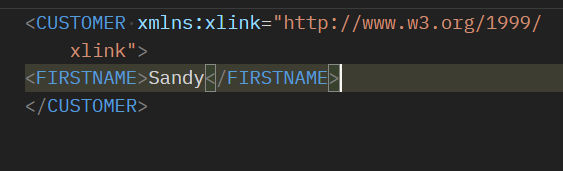 <CUSTOMER xmlns:xlink="http://www.w3.org/1999/
xlink">
<FIRSTNAME>Sandy</FIRSTNAME>
</CUSTOMER>